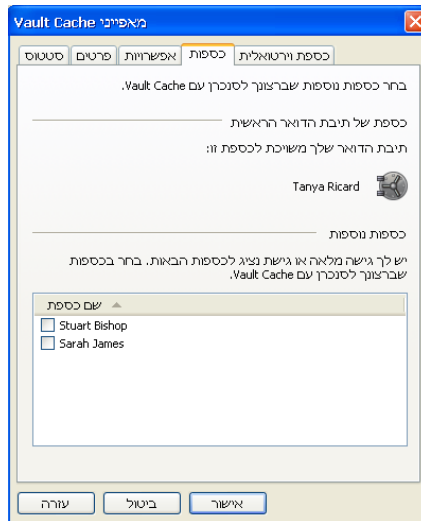 מאפייני Vault Cache
סטטוס
פרטים
אפשרויות
כספות
כספת וירטואלית
בחר כספות נוספות שברצונך לסנכרן עם Vault Cache.
כספת של תיבת הדואר הראשית
תיבת הדואר שלך משויכת לכספת זו:
Tanya Ricard
כספות נוספות
יש לך גישה מלאה או גישת נציג לכספות הבאות. בחר בכספות
שברצונך לסנכרן עם Vault Cache.
שם כספת
Stuart Bishop
Sarah James
אישור
ביטול
עזרה